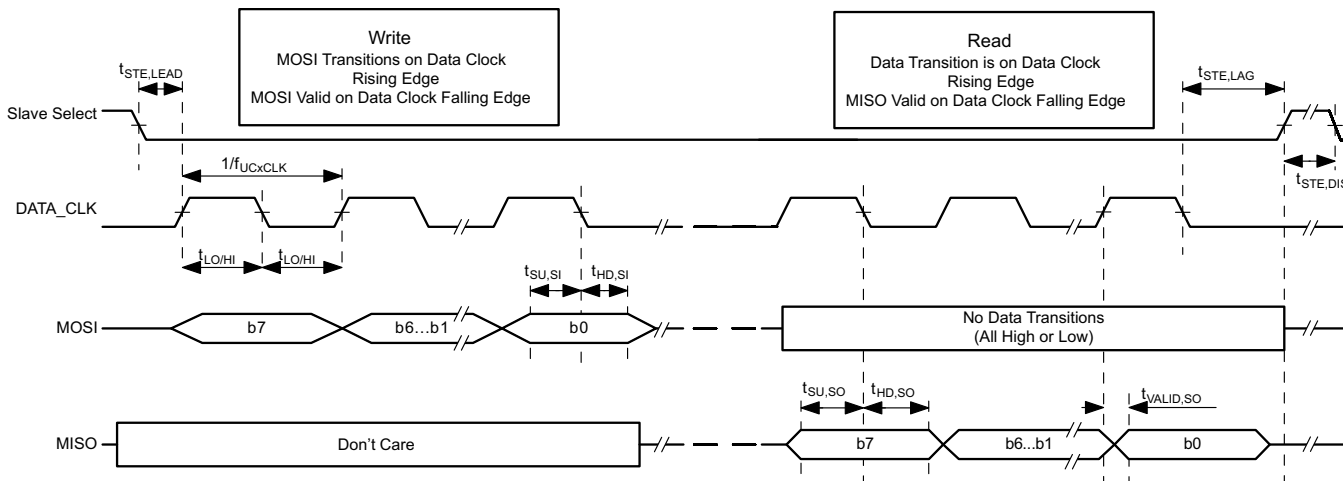 Write
MOSI Transitions on Data Clock
Rising Edge
MOSI Valid on Data Clock Falling Edge
Read
Data Transition is on Data Clock
Rising Edge
MISO Valid on Data Clock Falling Edge
tSTE,LEAD
tSTE,LAG
Slave Select
1/fUCxCLK
tSTE,DIS
DATA_CLK
tLO/HI
tLO/HI
tSU,SI
tHD,SI
MOSI
b7
b6...b1
b0
No Data Transitions
(All High or Low)
tSU,SO
tHD,SO
tVALID,SO
MISO
Don't Care
b7
b6...b1
b0